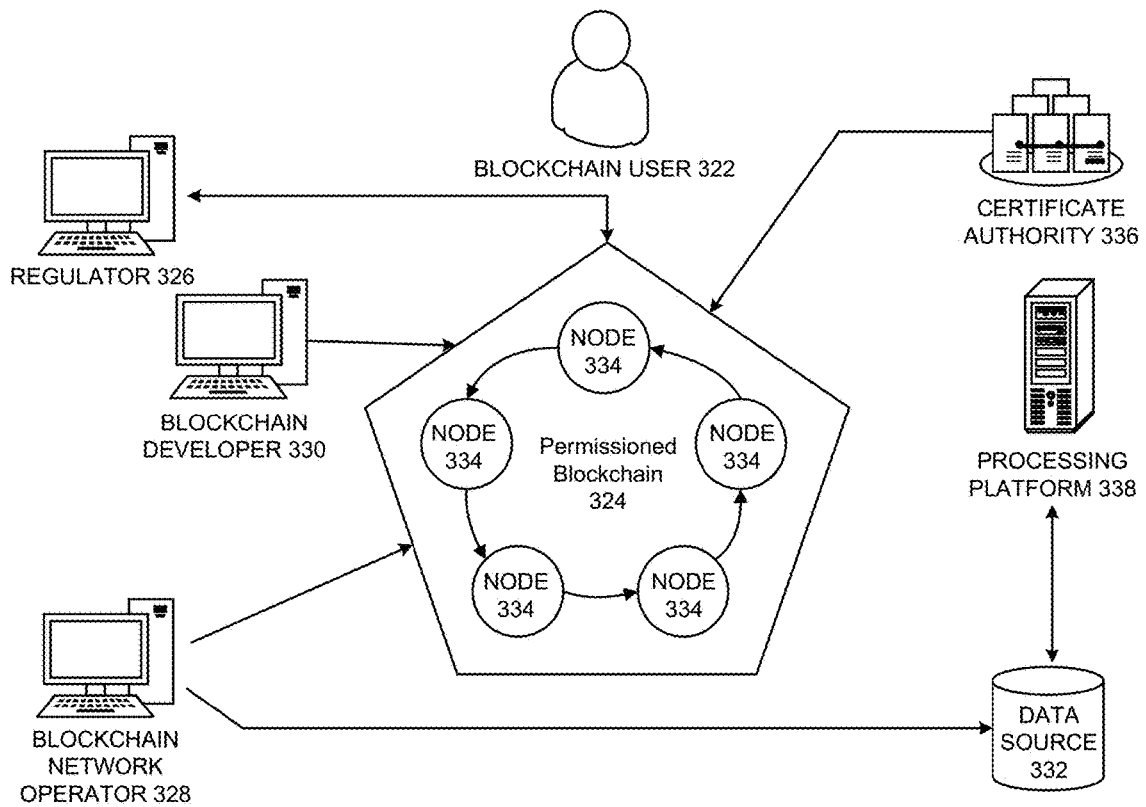 BLOCKCHAIN USER 322
CERTIFICATE
AUTHORITY 336
REGULATOR 326
BLOCKCHAIN
DEVELOPER 330
NODE
334
NODE
334
Permissioned
Blockchain
324
NODE
334
NODE
334
NODE
334
PROCESSING
PLATFORM 338
BLOCKCHAIN
NETWORK
OPERATOR 328
DATA
SOURCE
332